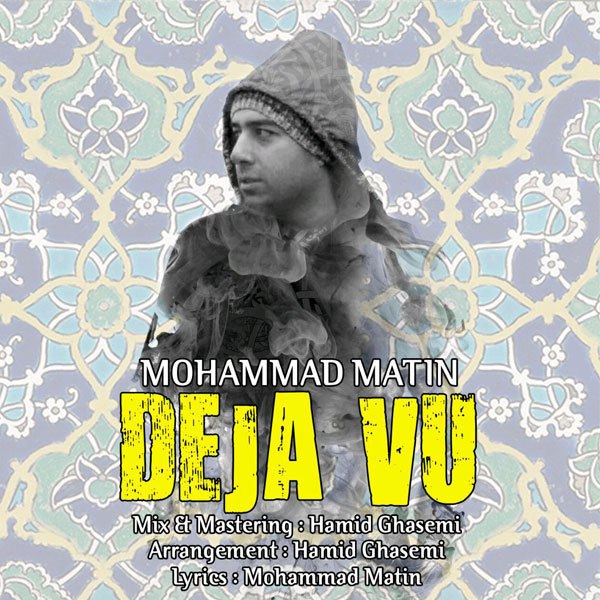 MOHAMMAD MATIN
DEjA VU
Mix & Mastering : Hamid Ghasemi
Arrangement : Hamid Ghasemi
Lyrics : Mohammad Matin